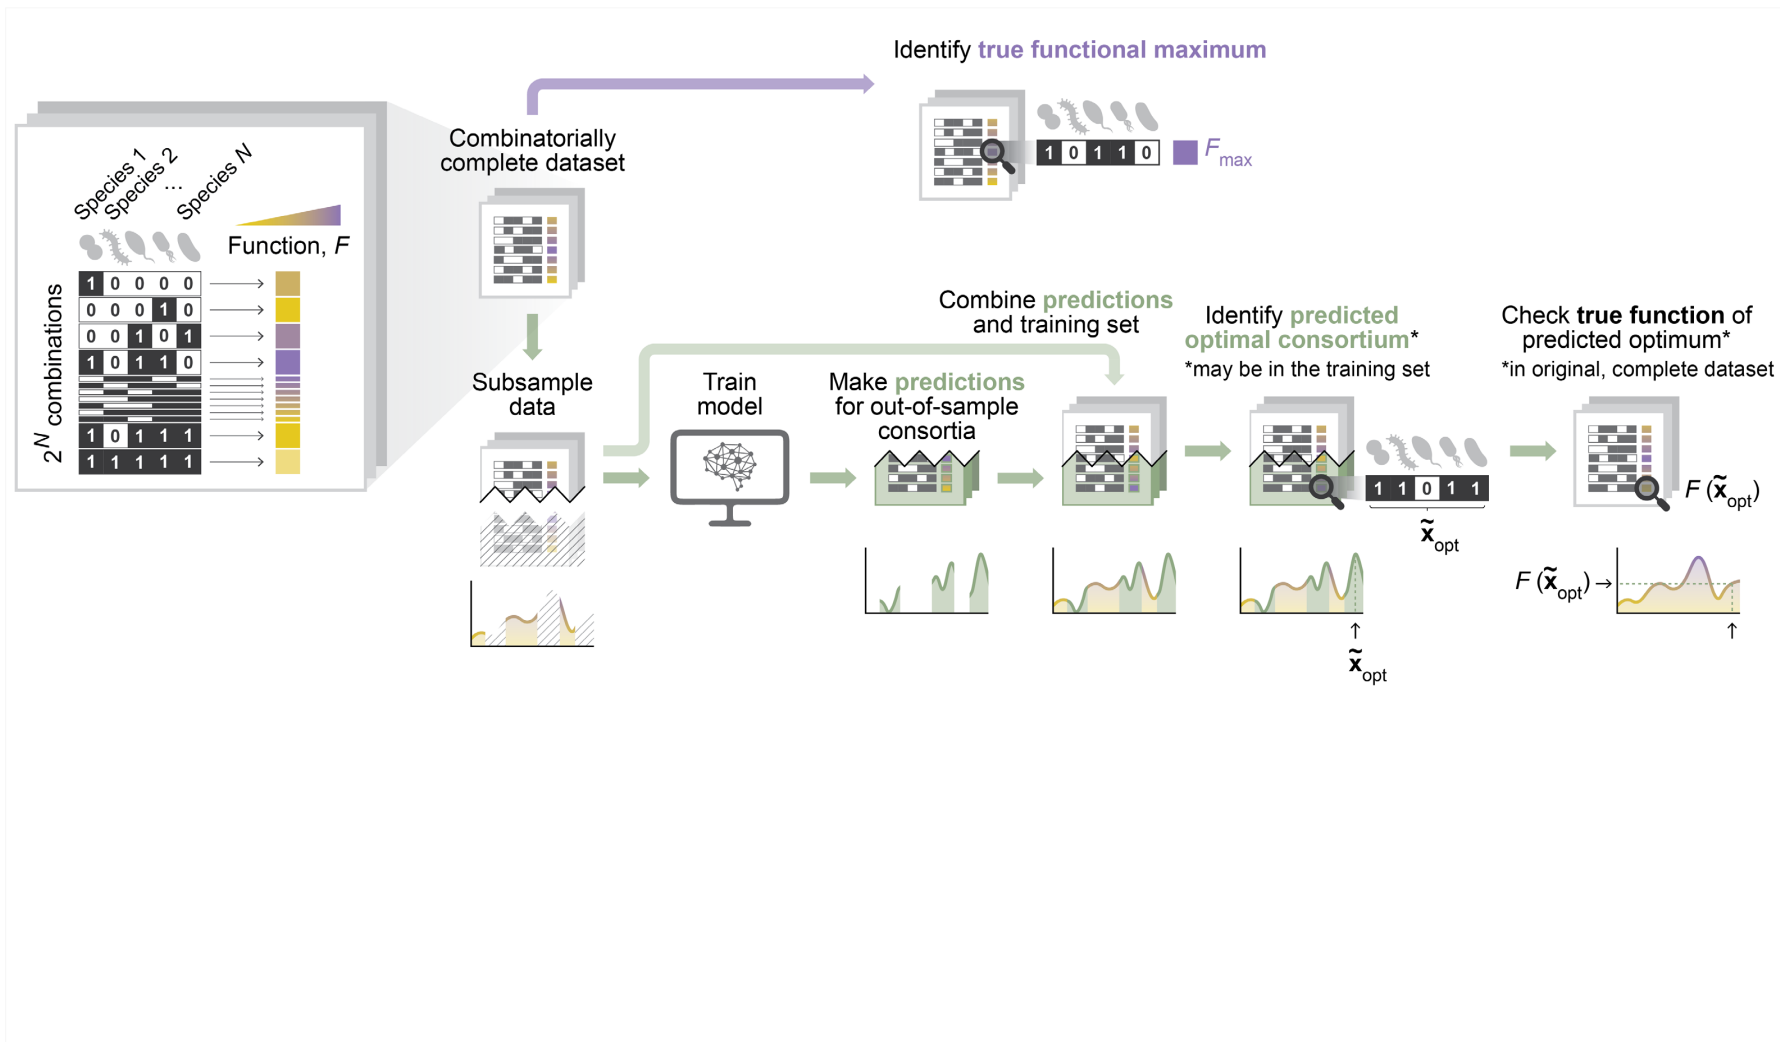 Identify true functional maximum
1 0 1 1 0
Fmax
Combinatorially
complete dataset
Species 1
Species 2
...
Species N
Function, F
2^N combinations
1 0 0 0 0
0 0 0 1 0
0 0 1 0 1
1 0 1 1 0
1 0 1 1 1
1 1 1 1 1
Subsample
data
Train
model
Make predictions
for out-of-sample
consortia
Combine predictions
and training set
Identify predicted
optimal consortium*
*may be in the training set
1 1 0 1 1
x̃opt
x̃opt
Check true function of
predicted optimum*
*in original, complete dataset
F (x̃opt)
F (x̃opt)